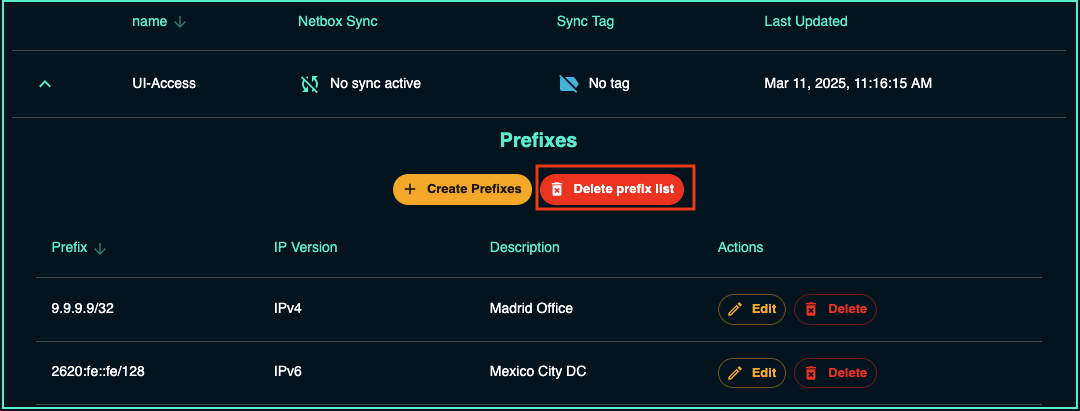 name Netbox Sync Sync Tag Last Updated
UI-Access No sync active No tag Mar 11, 2025, 11:16:15 AM
Prefixes
Create Prefixes Delete prefix list
Prefix IP Version Description Actions
9.9.9.9/32 IPv4 Madrid Office Edit Delete
2620:fe::fe/128 IPv6 Mexico City DC Edit Delete